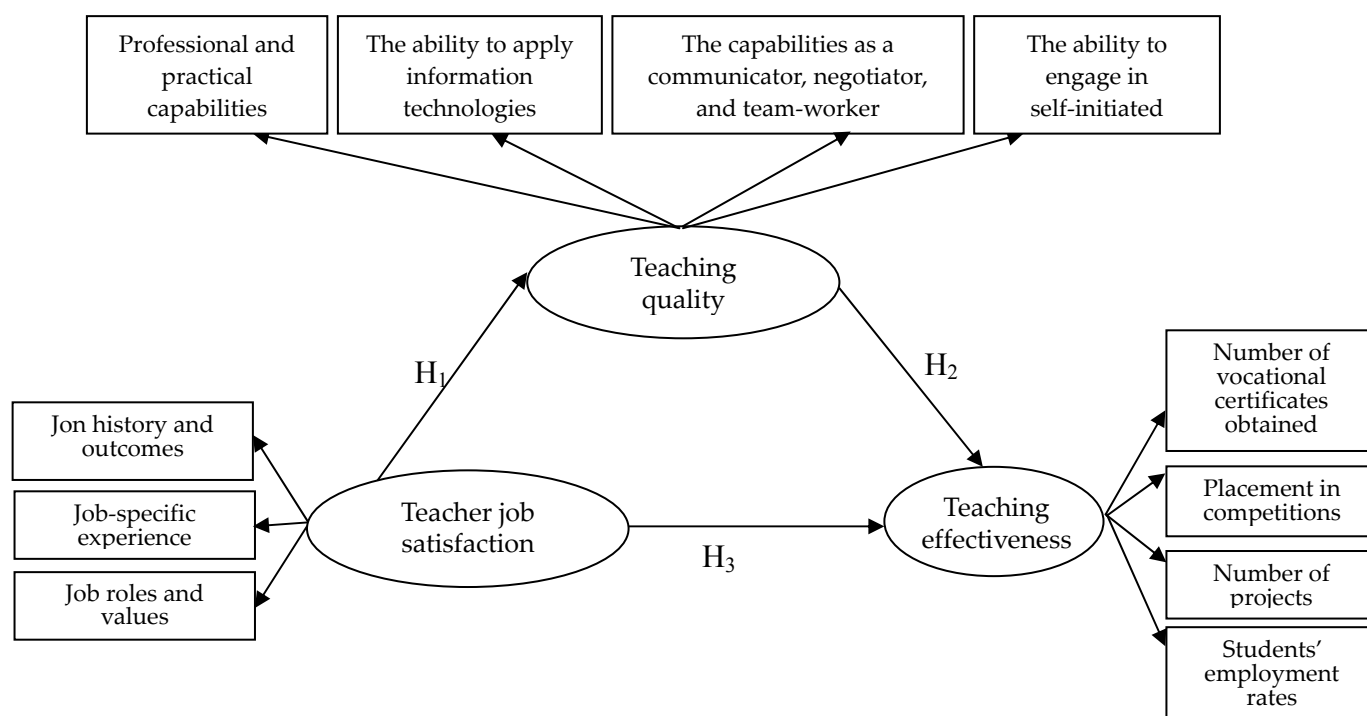 Professional and
practical
capabilities
The ability to apply
information
technologies
The capabilities as a
communicator, negotiator,
and team-worker
The ability to
engage in
self-initiated
Teaching
quality
H₁
H₂
Number of
vocational
certificates
obtained
Jon history and
outcomes
Job-specific
experience
Job roles and
values
Teacher job
satisfaction
H₃
Teaching
effectiveness
Placement in
competitions
Number of
projects
Students’
employment
rates